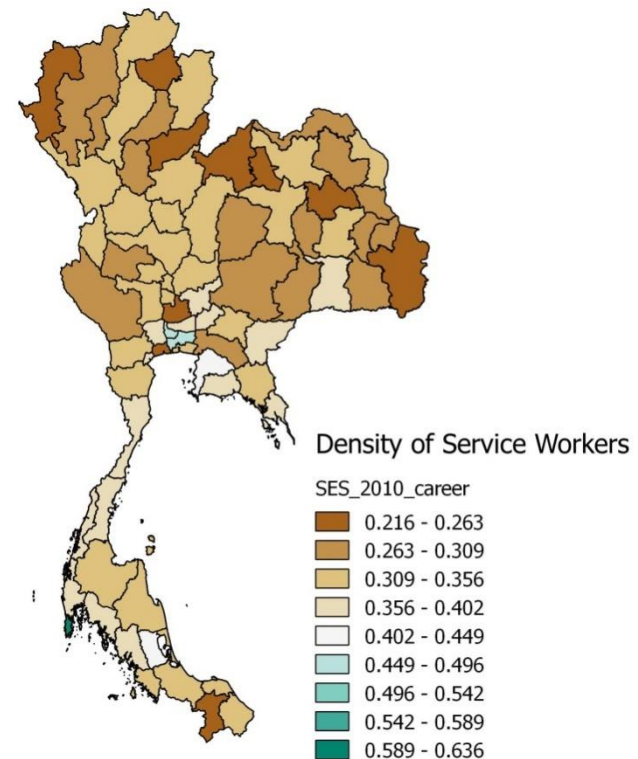 Density of Service Workers
SES_2010_career
0.216 - 0.263
0.263 - 0.309
0.309 - 0.356
0.356 - 0.402
0.402 - 0.449
0.449 - 0.496
0.496 - 0.542
0.542 - 0.589
0.589 - 0.636